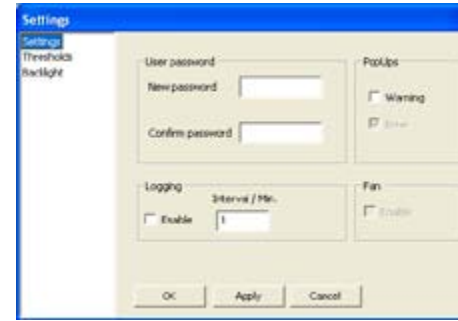 Settings
Settings
Thresholds
Backlight
User password
New password
Confirm password
PopUps
Warning
Error
Logging
Interval / Min.
Enable
1
Fan
Enable
OK
Apply
Cancel